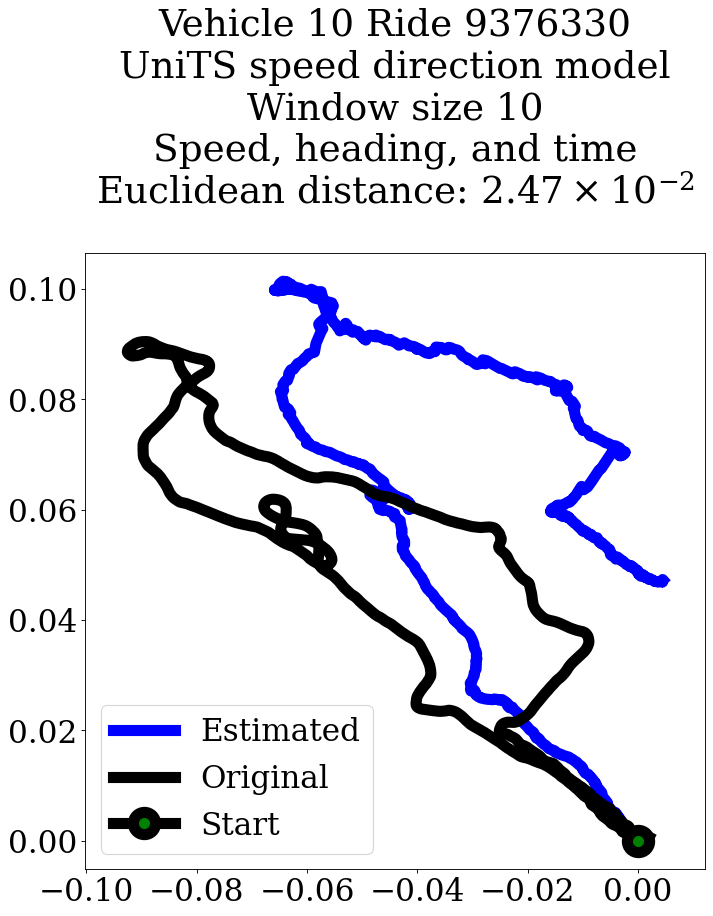 Vehicle 10 Ride 9376330
UniTS speed direction model
Window size 10
Speed, heading, and time
Euclidean distance: 2.47 × 10⁻²
0.10
0.08
0.06
0.04
0.02
0.00
Estimated
Original
Start
−0.10 −0.08 −0.06 −0.04 −0.02 0.00